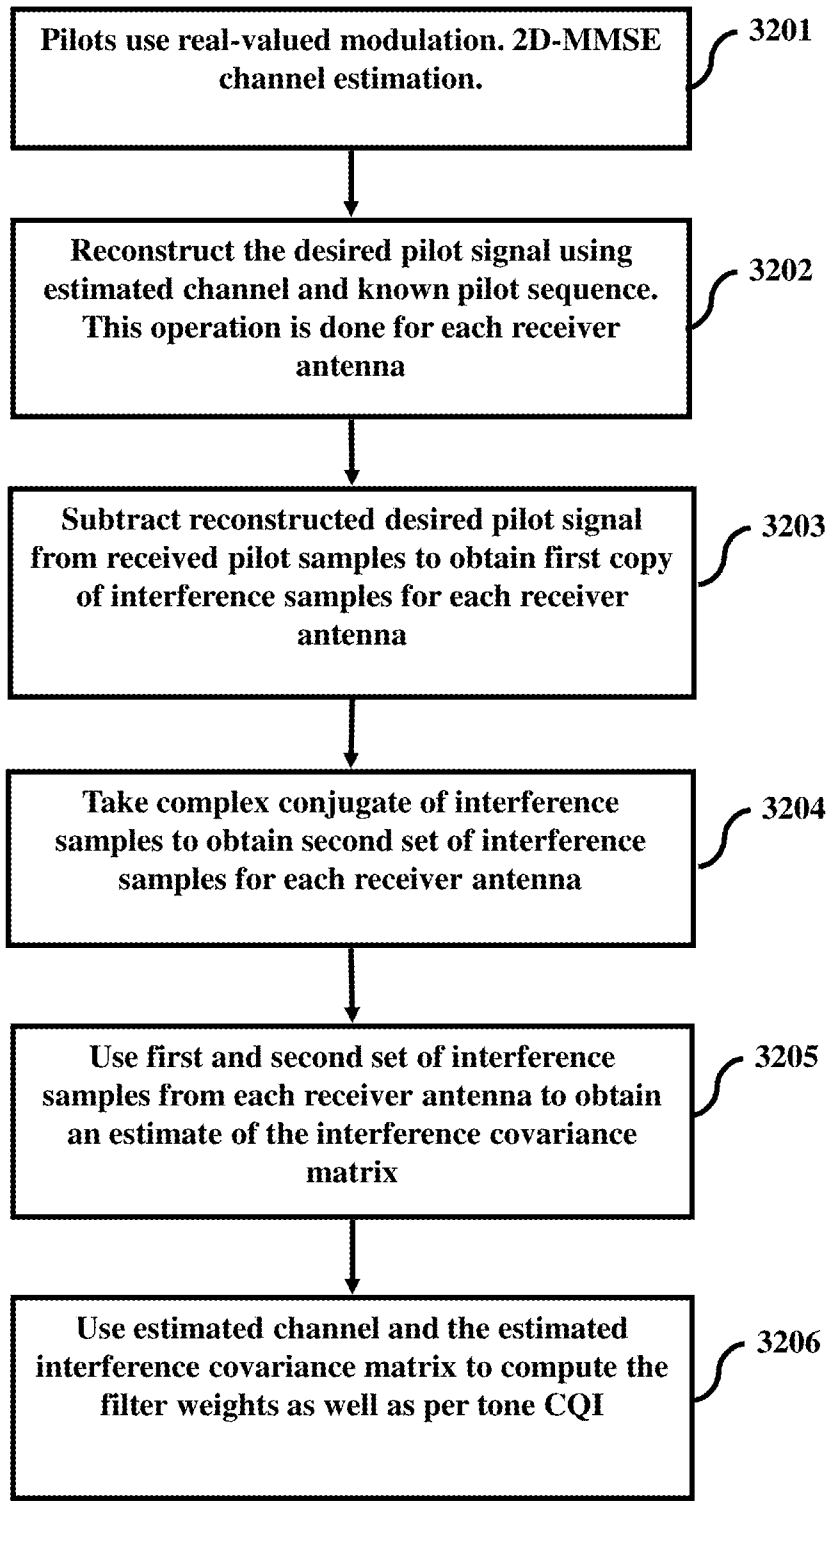 Pilots use real-valued modulation. 2D-MMSE
channel estimation.
3201
Reconstruct the desired pilot signal using
estimated channel and known pilot sequence.
This operation is done for each receiver
antenna
3202
Subtract reconstructed desired pilot signal
from received pilot samples to obtain first copy
of interference samples for each receiver
antenna
3203
Take complex conjugate of interference
samples to obtain second set of interference
samples for each receiver antenna
3204
Use first and second set of interference
samples from each receiver antenna to obtain
an estimate of the interference covariance
matrix
3205
Use estimated channel and the estimated
interference covariance matrix to compute the
filter weights as well as per tone CQI
3206